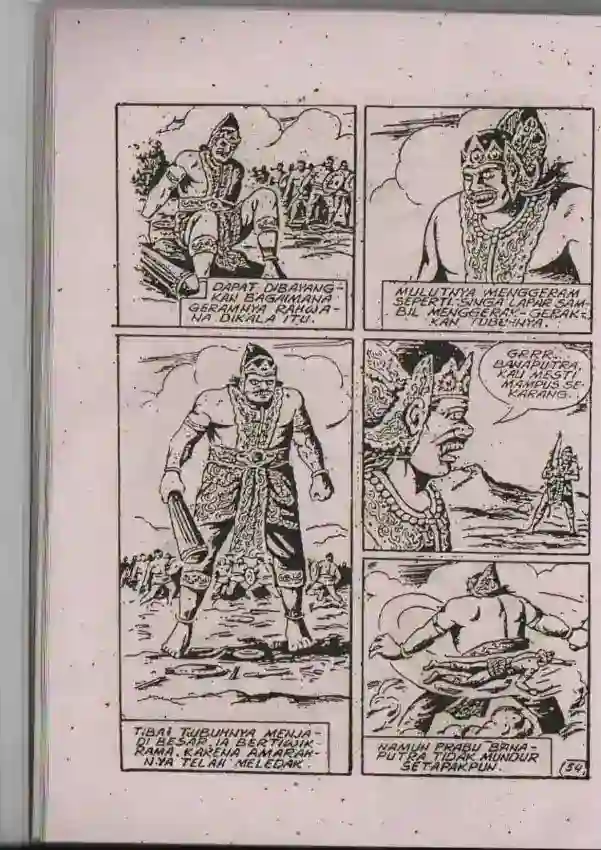 DAPAT DIBAYANG-
KAN BAGAIMANA
GERAMNYA RAHWA-
NA DIKALA ITU.
MULUTNYA MENGGERAM
SEPERTI SINGA LAPAR SAM-
BIL MENGGERAK-GERAK-
KAN TUBUHNYA.
GRRR...
BANAPUTRA,
KAU MESTI
MAMPUS SE-
KARANG.
TIBA² TUBUHNYA MENJA-
DI BESAR. IA BERTIWIK-
RAMA. KARENA AMARAH-
NYA TELAH MELEDAK.
NAMUN PRABU BANA-
PUTRA TIDAK MUNDUR
SETAPAKPUN.
54